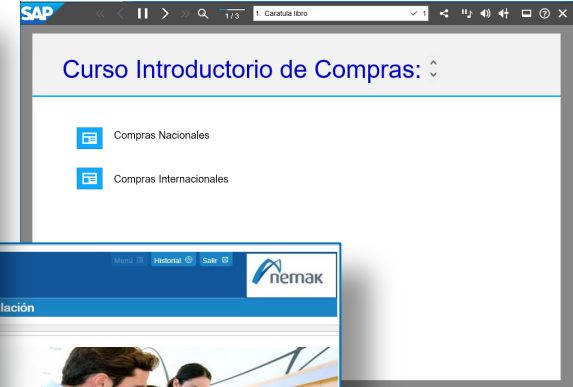 SAP
1 / 3
1. Caratula libro
1
Curso Introductorio de Compras:
Compras Nacionales
Compras Internacionales
Menú
Historial
Salir
nemak
lación